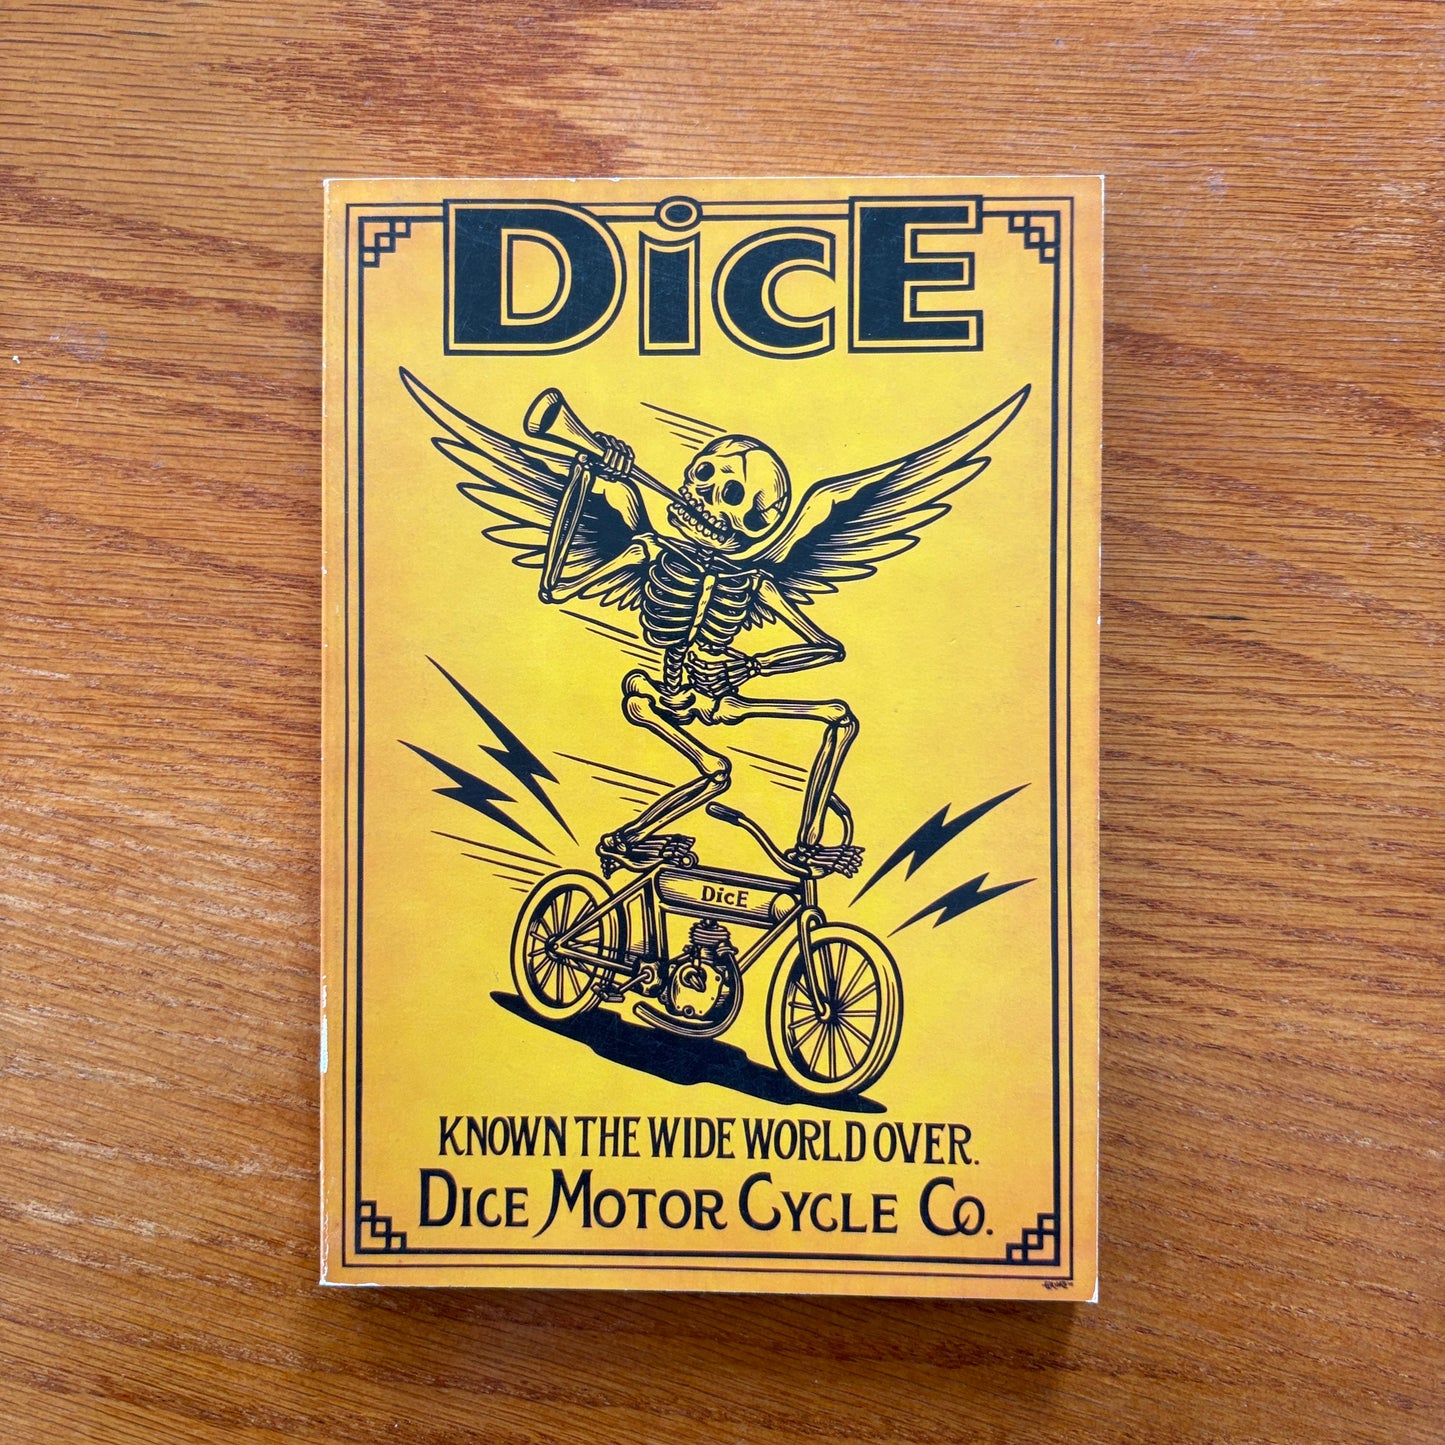 DicE
DicE
KNOWN THE WIDE WORLD OVER.
DICE MOTOR CYCLE CO.